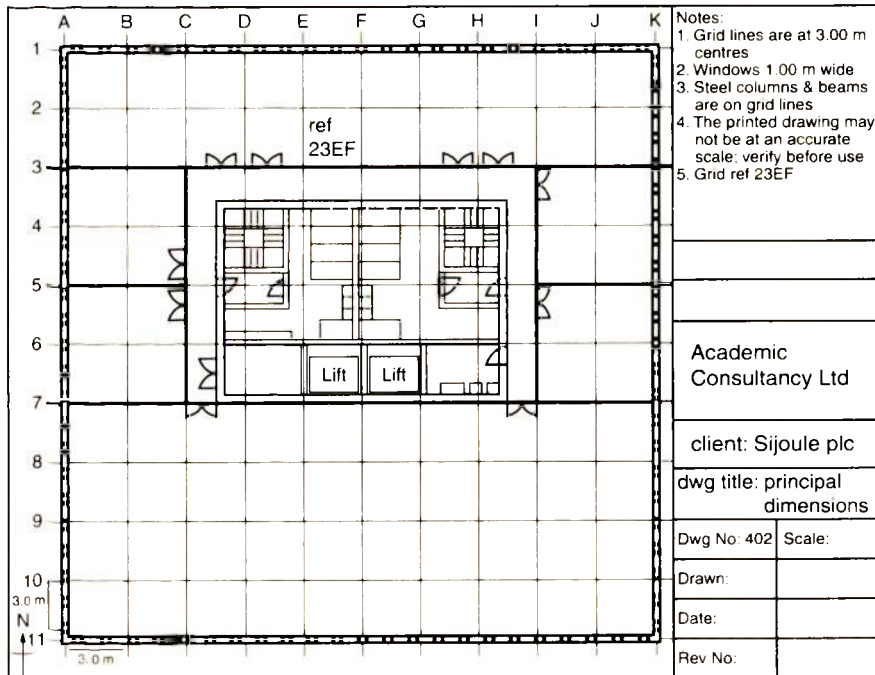 A B C D E F G H I J K
1
2
3
4
5
6
7
8
9
10
11
ref
23EF
Lift Lift
3.0 m
N
3.0 m
Notes:
1. Grid lines are at 3.00 m
centres
2. Windows 1.00 m wide
3. Steel columns & beams
are on grid lines
4. The printed drawing may
not be at an accurate
scale; verify before use
5. Grid ref 23EF
Academic
Consultancy Ltd
client: Sijoule plc
dwg title: principal
dimensions
Dwg No: 402 Scale:
Drawn:
Date:
Rev No: